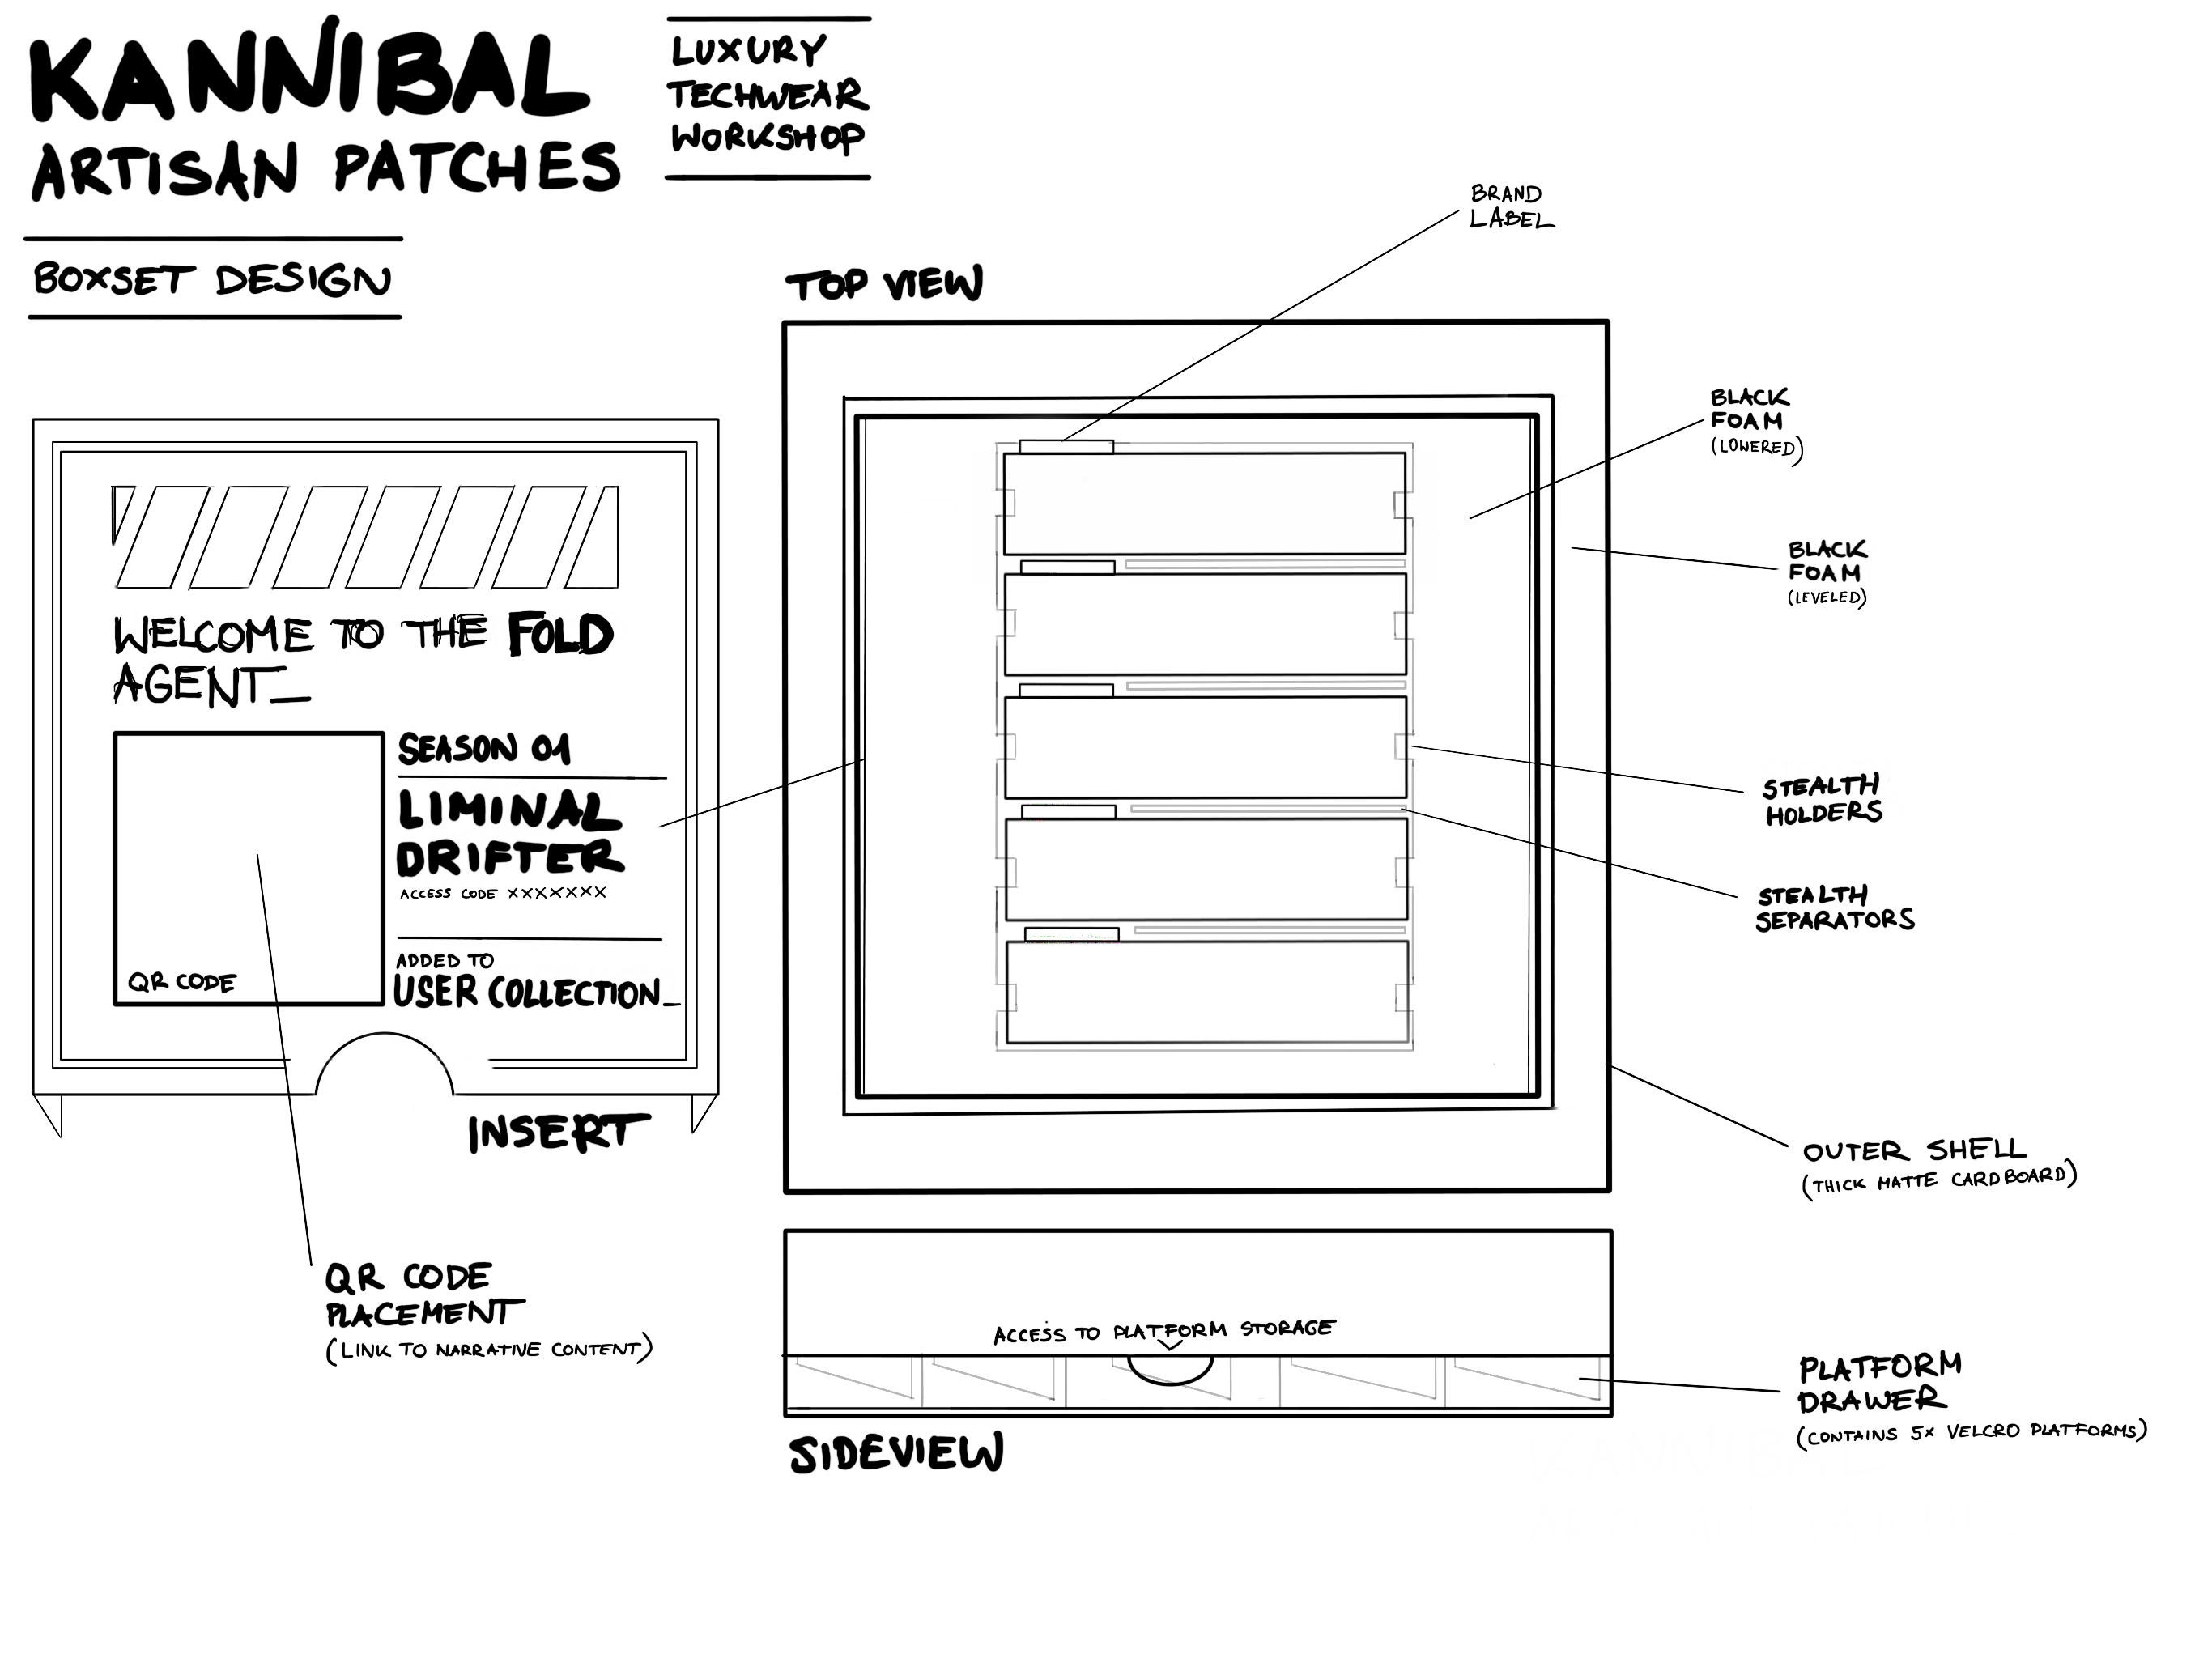 KANNIBAL
ARTISAN PATCHES
LUXURY
TECHWEAR
WORKSHOP
BOXSET DESIGN
TOP VIEW
BRAND
LABEL
BLACK
FOAM
(LOWERED)
BLACK
FOAM
(LEVELED)
STEALTH
HOLDERS
STEALTH
SEPARATORS
OUTER SHELL
(THICK MATTE CARDBOARD)
WELCOME TO THE FOLD
AGENT_
SEASON 01
LIMINAL
DRIFTER
ACCESS CODE XXXXXXX
ADDED TO
USER COLLECTION_
QR CODE
INSERT
QR CODE
PLACEMENT
(LINK TO NARRATIVE CONTENT)
ACCESS TO PLATFORM STORAGE
SIDEVIEW
PLATFORM
DRAWER
(CONTAINS 5X VELCRO PLATFORMS)